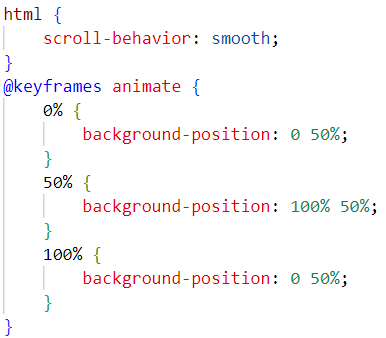 html {
    scroll-behavior: smooth;
}
@keyframes animate {
    0% {
        background-position: 0 50%;
    }
    50% {
        background-position: 100% 50%;
    }
    100% {
        background-position: 0 50%;
    }
}